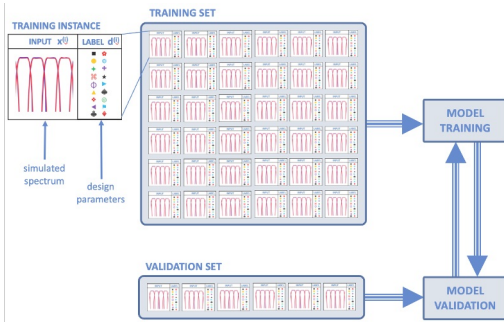 TRAINING INSTANCE
INPUT x⁽ⁱ⁾
LABEL d⁽ⁱ⁾
simulated
spectrum
design
parameters
TRAINING SET
MODEL
TRAINING
VALIDATION SET
MODEL
VALIDATION